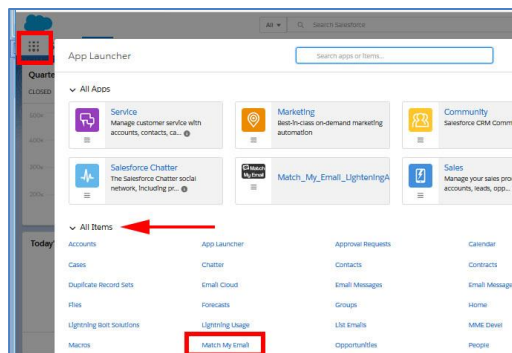 All
Search Salesforce
App Launcher
Search apps or items...
Quarte
CLOSED
All Apps
Service
Manage customer service with
accounts, contacts, ca...
Marketing
Best-in-class on-demand marketing
automation
Community
Salesforce CRM Comm
Salesforce Chatter
The Salesforce Chatter social
network, including pr...
Match
My Email
Match_My_Email_LighteningA
Sales
Manage your sales pro
accounts, leads, opp...
All Items
Today'
Accounts App Launcher Approval Requests Calendar
Cases Chatter Contacts Contracts
Duplicate Record Sets Email Cloud Email Messages Email Message
Files Forecasts Groups Home
Lightning Bolt Solutions Lightning Usage List Emails MME Devel
Macros Match My Email Opportunities People